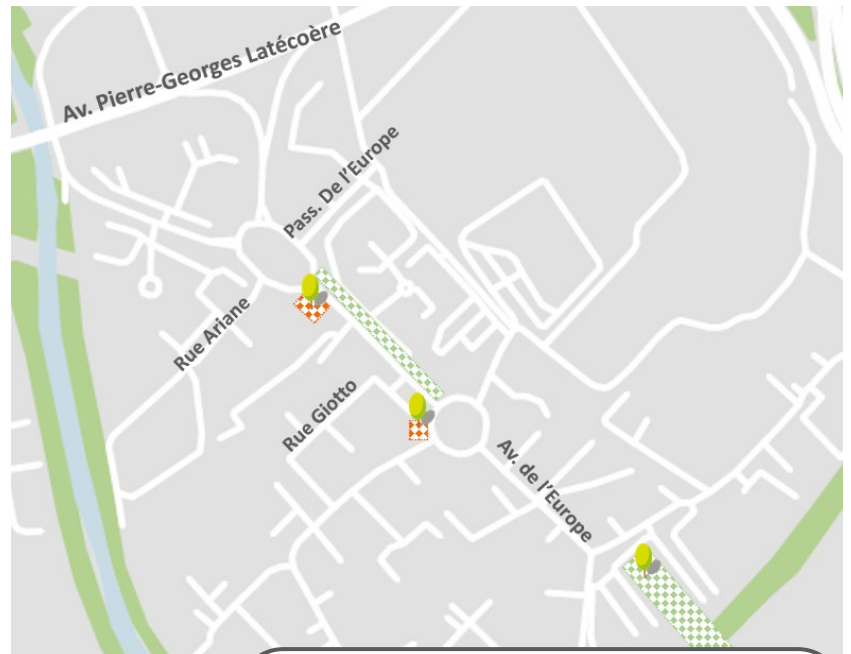 Av. Pierre-Georges Latécoère
Pass. De l'Europe
Rue Ariane
Rue Giotto
Av. de l'Europe